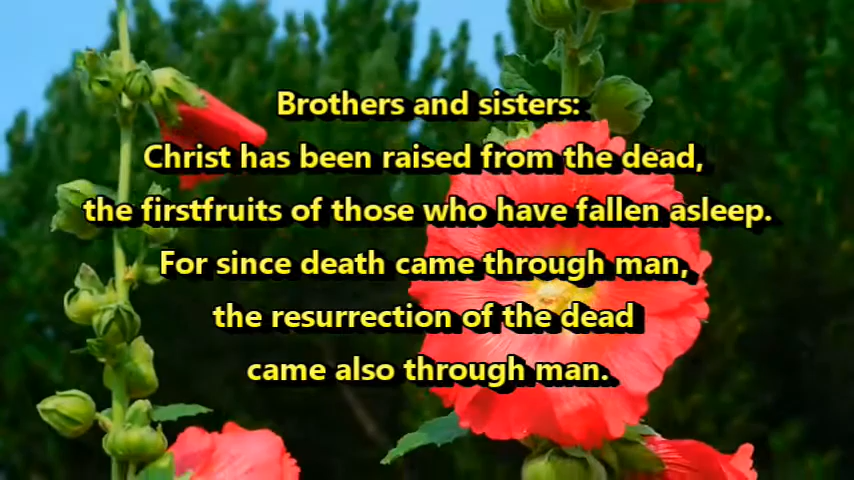 Brothers and sisters:
Christ has been raised from the dead,
the firstfruits of those who have fallen asleep.
For since death came through man,
the resurrection of the dead
came also through man.